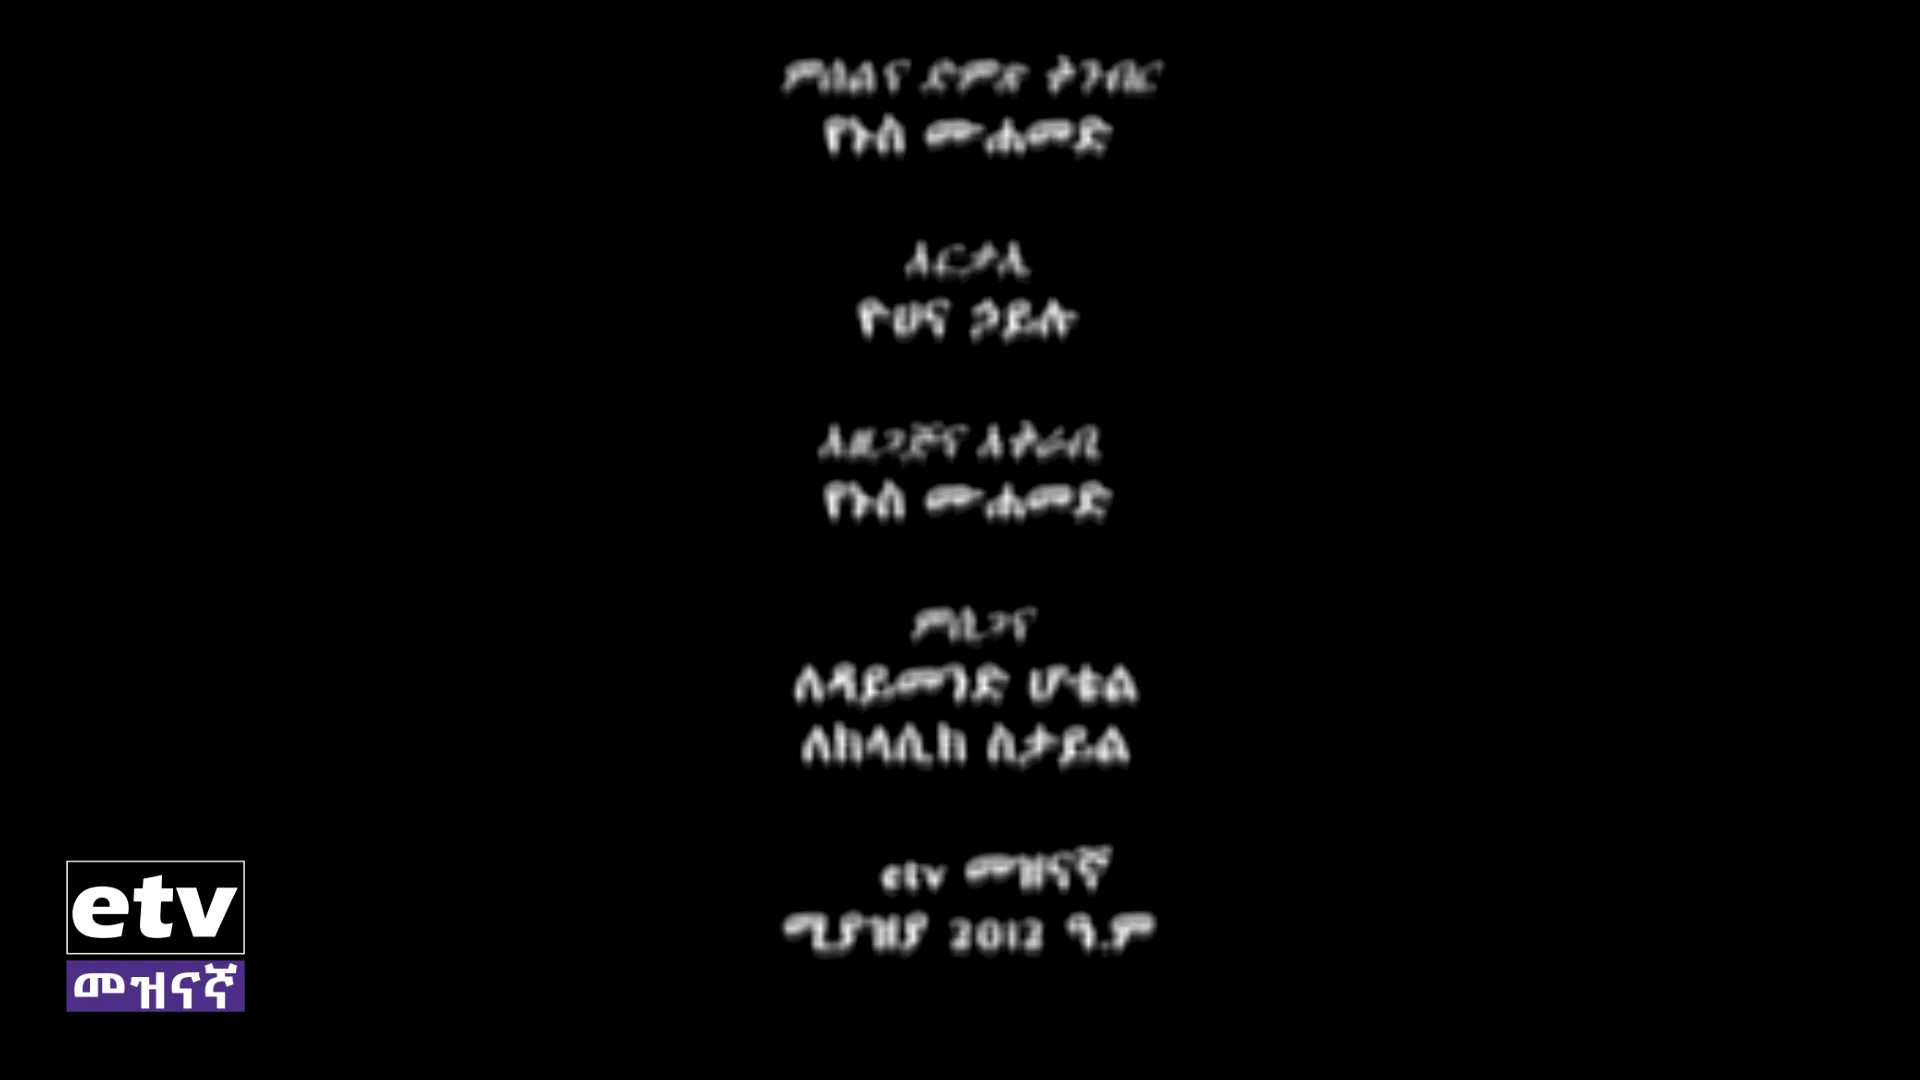 ምስልና ድምጽ ቅንብር
የኑስ ሙሐመድ
አርታኢ
ዮሀና ኃይሉ
አዘጋጅና አቅራቢ
የኑስ ሙሐመድ
ምስጋና
ለዳይመንድ ሆቴል
ለክላሲክ ስታይል
etv መዝናኛ
ሚያዝያ 2012 ዓ.ም
etv
መዝናኛ